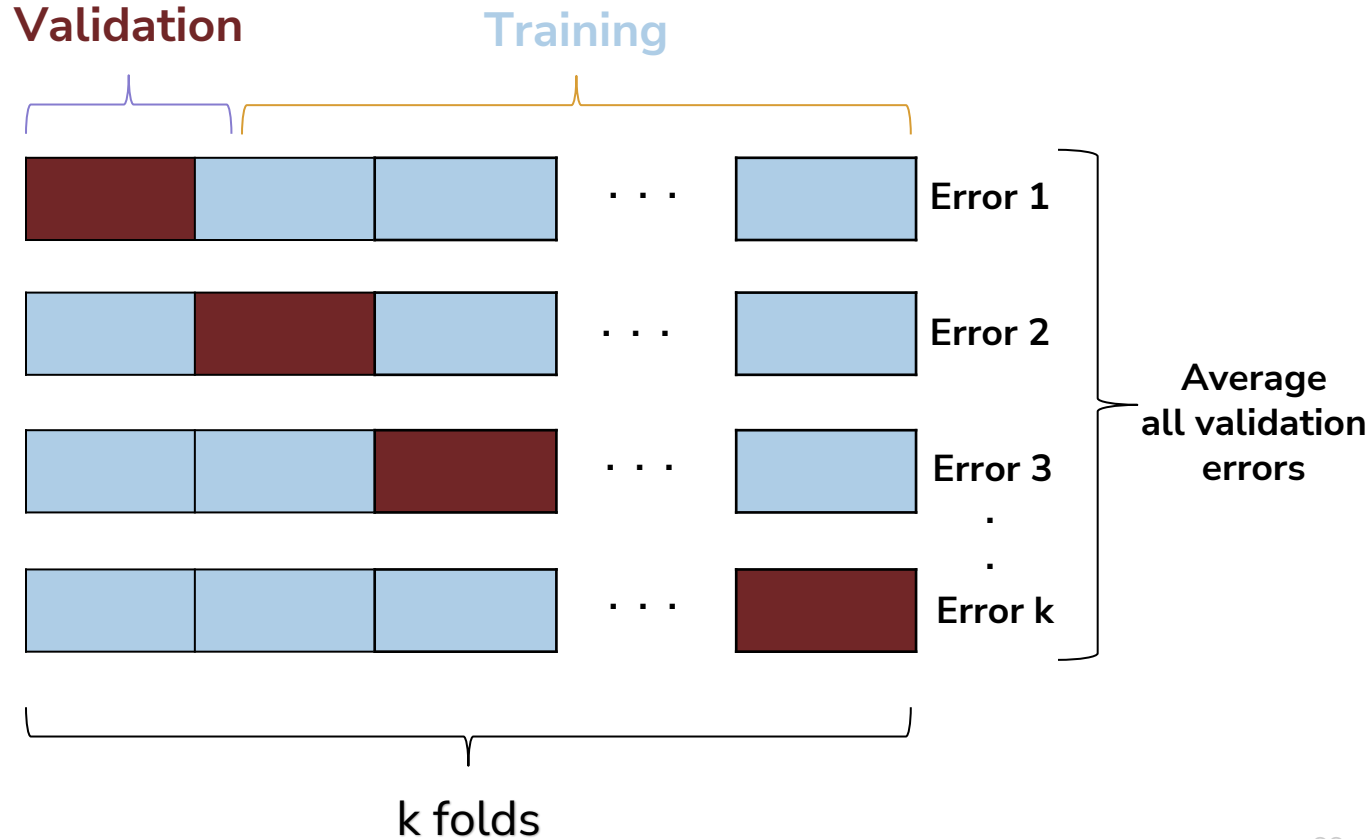 Validation
Training
. . .
Error 1
. . .
Error 2
. . .
Error 3
.
.
. . .
Error k
Average
all validation
errors
k folds